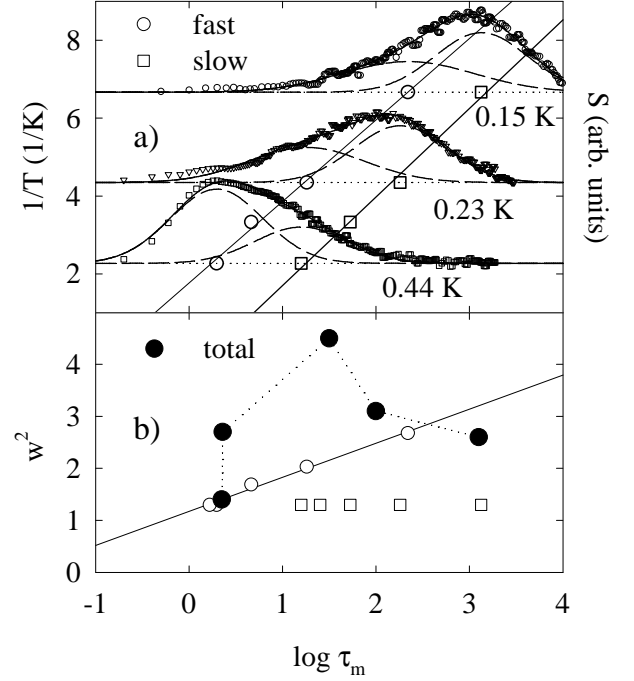 8
6
4
2
1/T (1/K)
fast
slow
a)
0.15 K
0.23 K
0.44 K
S (arb. units)
4
3
2
1
0
w²
total
b)
-1 0 1 2 3 4
log τₘ